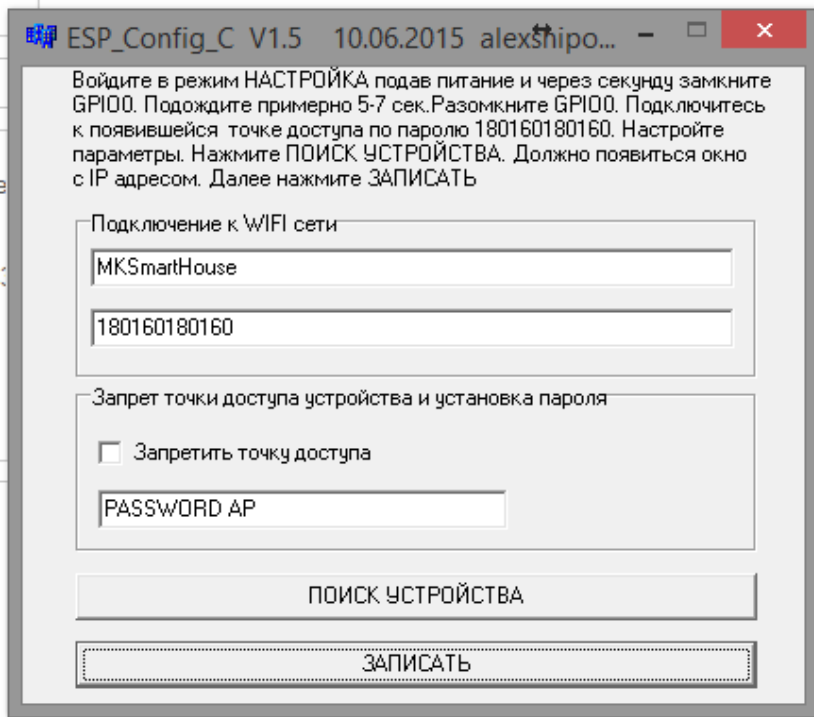 ESP_Config_C V1.5 10.06.2015 alexshipo...
Войдите в режим НАСТРОЙКА подав питание и через секунду замкните
GPIO0. Подождите примерно 5-7 сек.Разомкните GPIO0. Подключитесь
к появившейся точке доступа по паролю 180160180160. Настройте
параметры. Нажмите ПОИСК УСТРОЙСТВА. Должно появиться окно
с IP адресом. Далее нажмите ЗАПИСАТЬ
Подключение к WIFI сети
MKSmartHouse
180160180160
Запрет точки доступа устройства и установка пароля
Запретить точку доступа
PASSWORD AP
ПОИСК УСТРОЙСТВА
ЗАПИСАТЬ